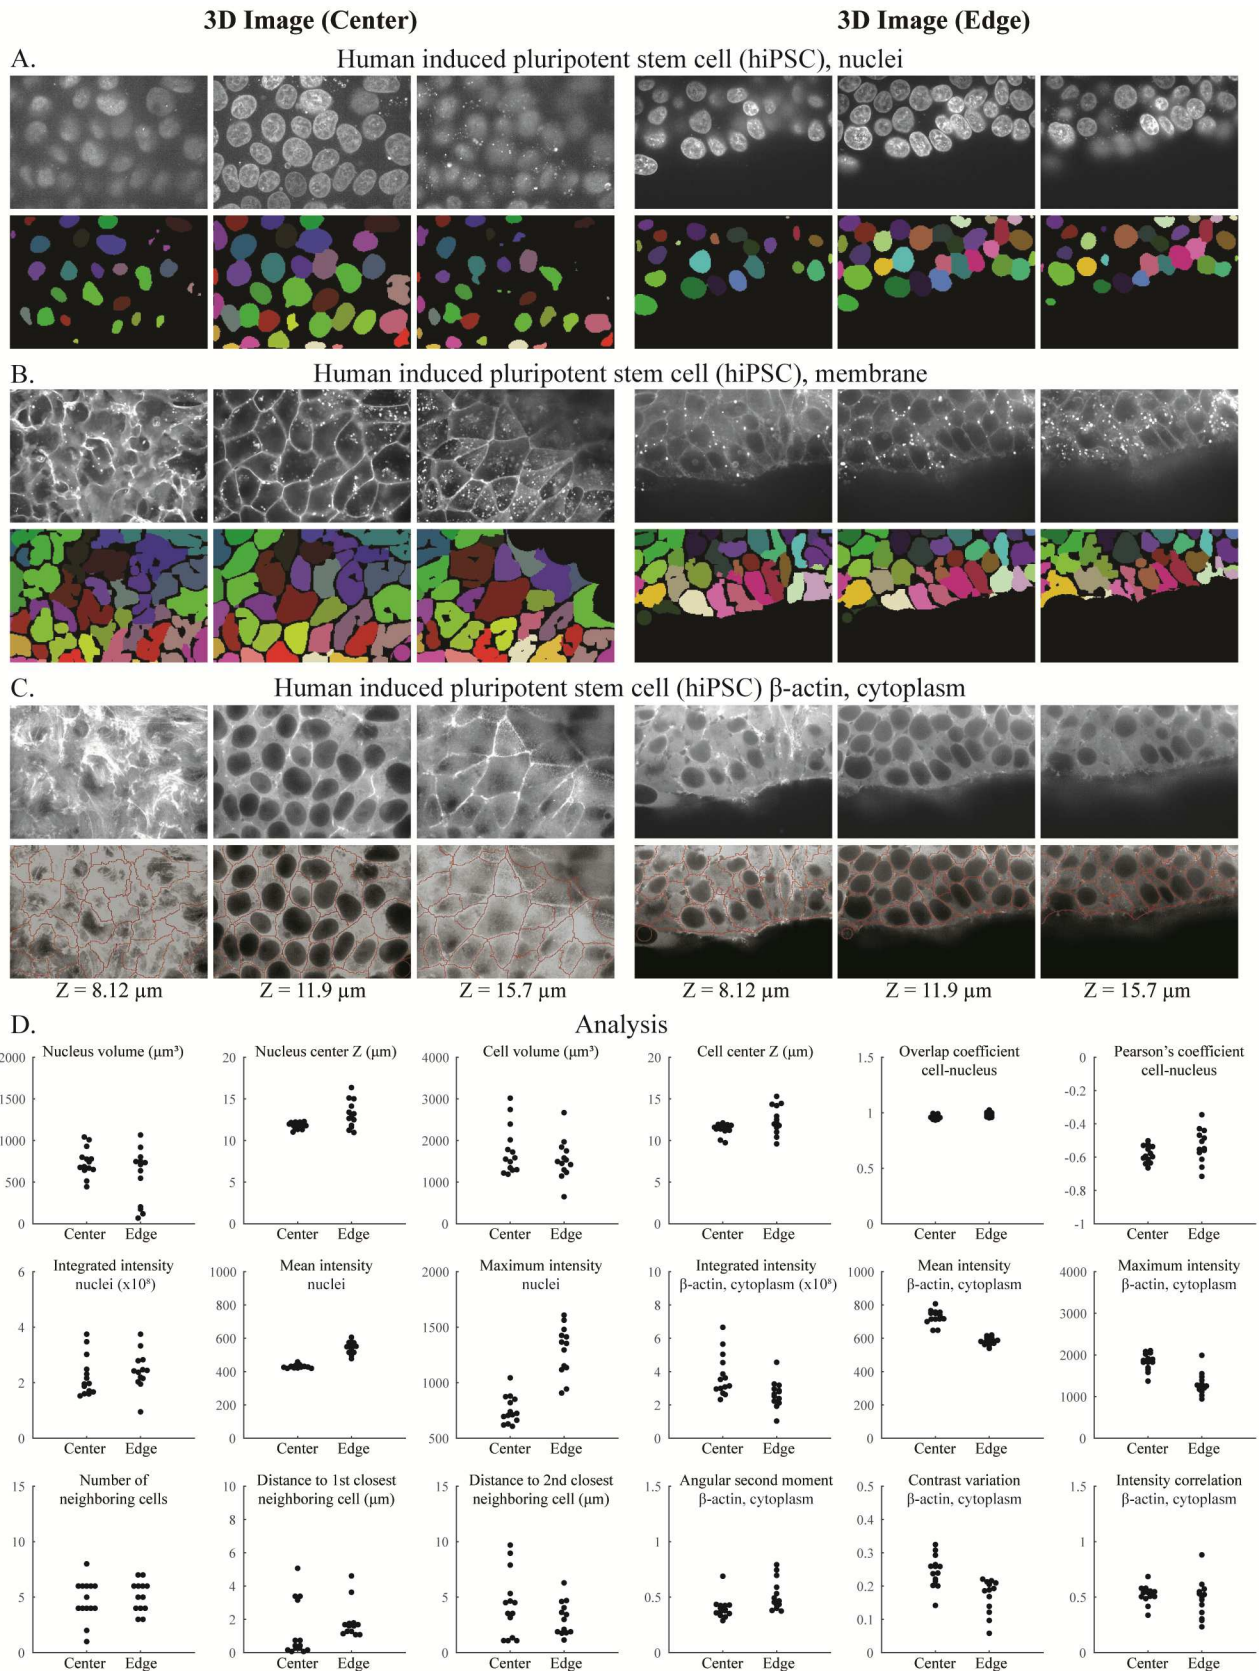 3D Image (Center)
3D Image (Edge)
A.
Human induced pluripotent stem cell (hiPSC), nuclei
B.
Human induced pluripotent stem cell (hiPSC), membrane
C.
Human induced pluripotent stem cell (hiPSC) β-actin, cytoplasm
Z = 8.12 µm
Z = 11.9 µm
Z = 15.7 µm
Z = 8.12 µm
Z = 11.9 µm
Z = 15.7 µm
D.
Analysis
Nucleus volume (µm³)
2000
1500
1000
500
0
Center Edge
Nucleus center Z (µm)
20
15
10
5
0
Center Edge
Cell volume (µm³)
4000
3000
2000
1000
0
Center Edge
Cell center Z (µm)
20
15
10
5
0
Center Edge
Overlap coefficient
cell-nucleus
1.5
1
0.5
0
Center Edge
Pearson's coefficient
cell-nucleus
0
-0.2
-0.4
-0.6
-0.8
-1
Center Edge
Integrated intensity
nuclei (x10⁸)
6
4
2
0
Center Edge
Mean intensity
nuclei
1000
800
600
400
200
0
Center Edge
Maximum intensity
nuclei
2000
1500
1000
500
Center Edge
Integrated intensity
β-actin, cytoplasm (x10⁸)
10
8
6
4
2
0
Center Edge
Mean intensity
β-actin, cytoplasm
1000
800
600
400
200
0
Center Edge
Maximum intensity
β-actin, cytoplasm
4000
3000
2000
1000
0
Center Edge
Number of
neighboring cells
15
10
5
0
Center Edge
Distance to 1st closest
neighboring cell (µm)
10
8
6
4
2
0
Center Edge
Distance to 2nd closest
neighboring cell (µm)
15
10
5
0
Center Edge
Angular second moment
β-actin, cytoplasm
1.5
1
0.5
0
Center Edge
Contrast variation
β-actin, cytoplasm
0.5
0.4
0.3
0.2
0.1
0
Center Edge
Intensity correlation
β-actin, cytoplasm
1.5
1
0.5
0
Center Edge